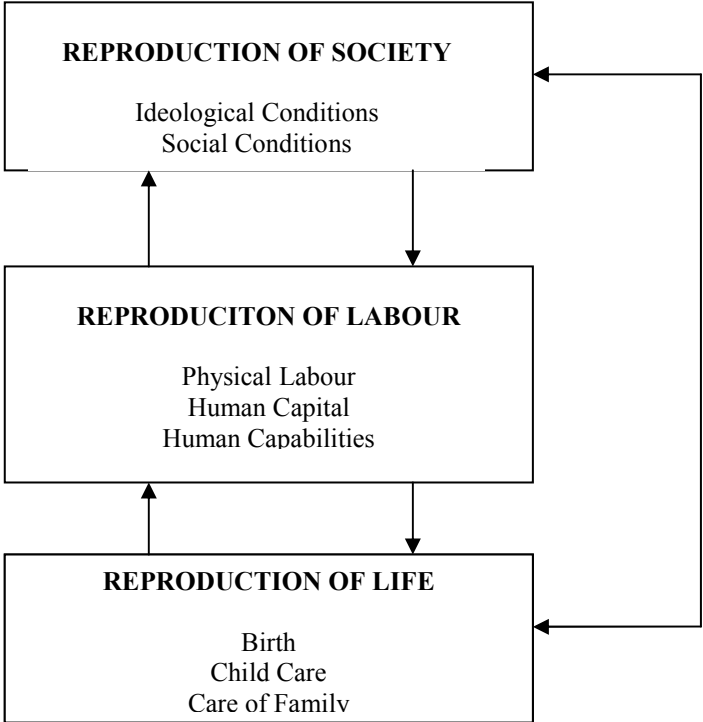 REPRODUCTION OF SOCIETY
Ideological Conditions
Social Conditions
REPRODUCITON OF LABOUR
Physical Labour
Human Capital
Human Capabilities
REPRODUCTION OF LIFE
Birth
Child Care
Care of Family